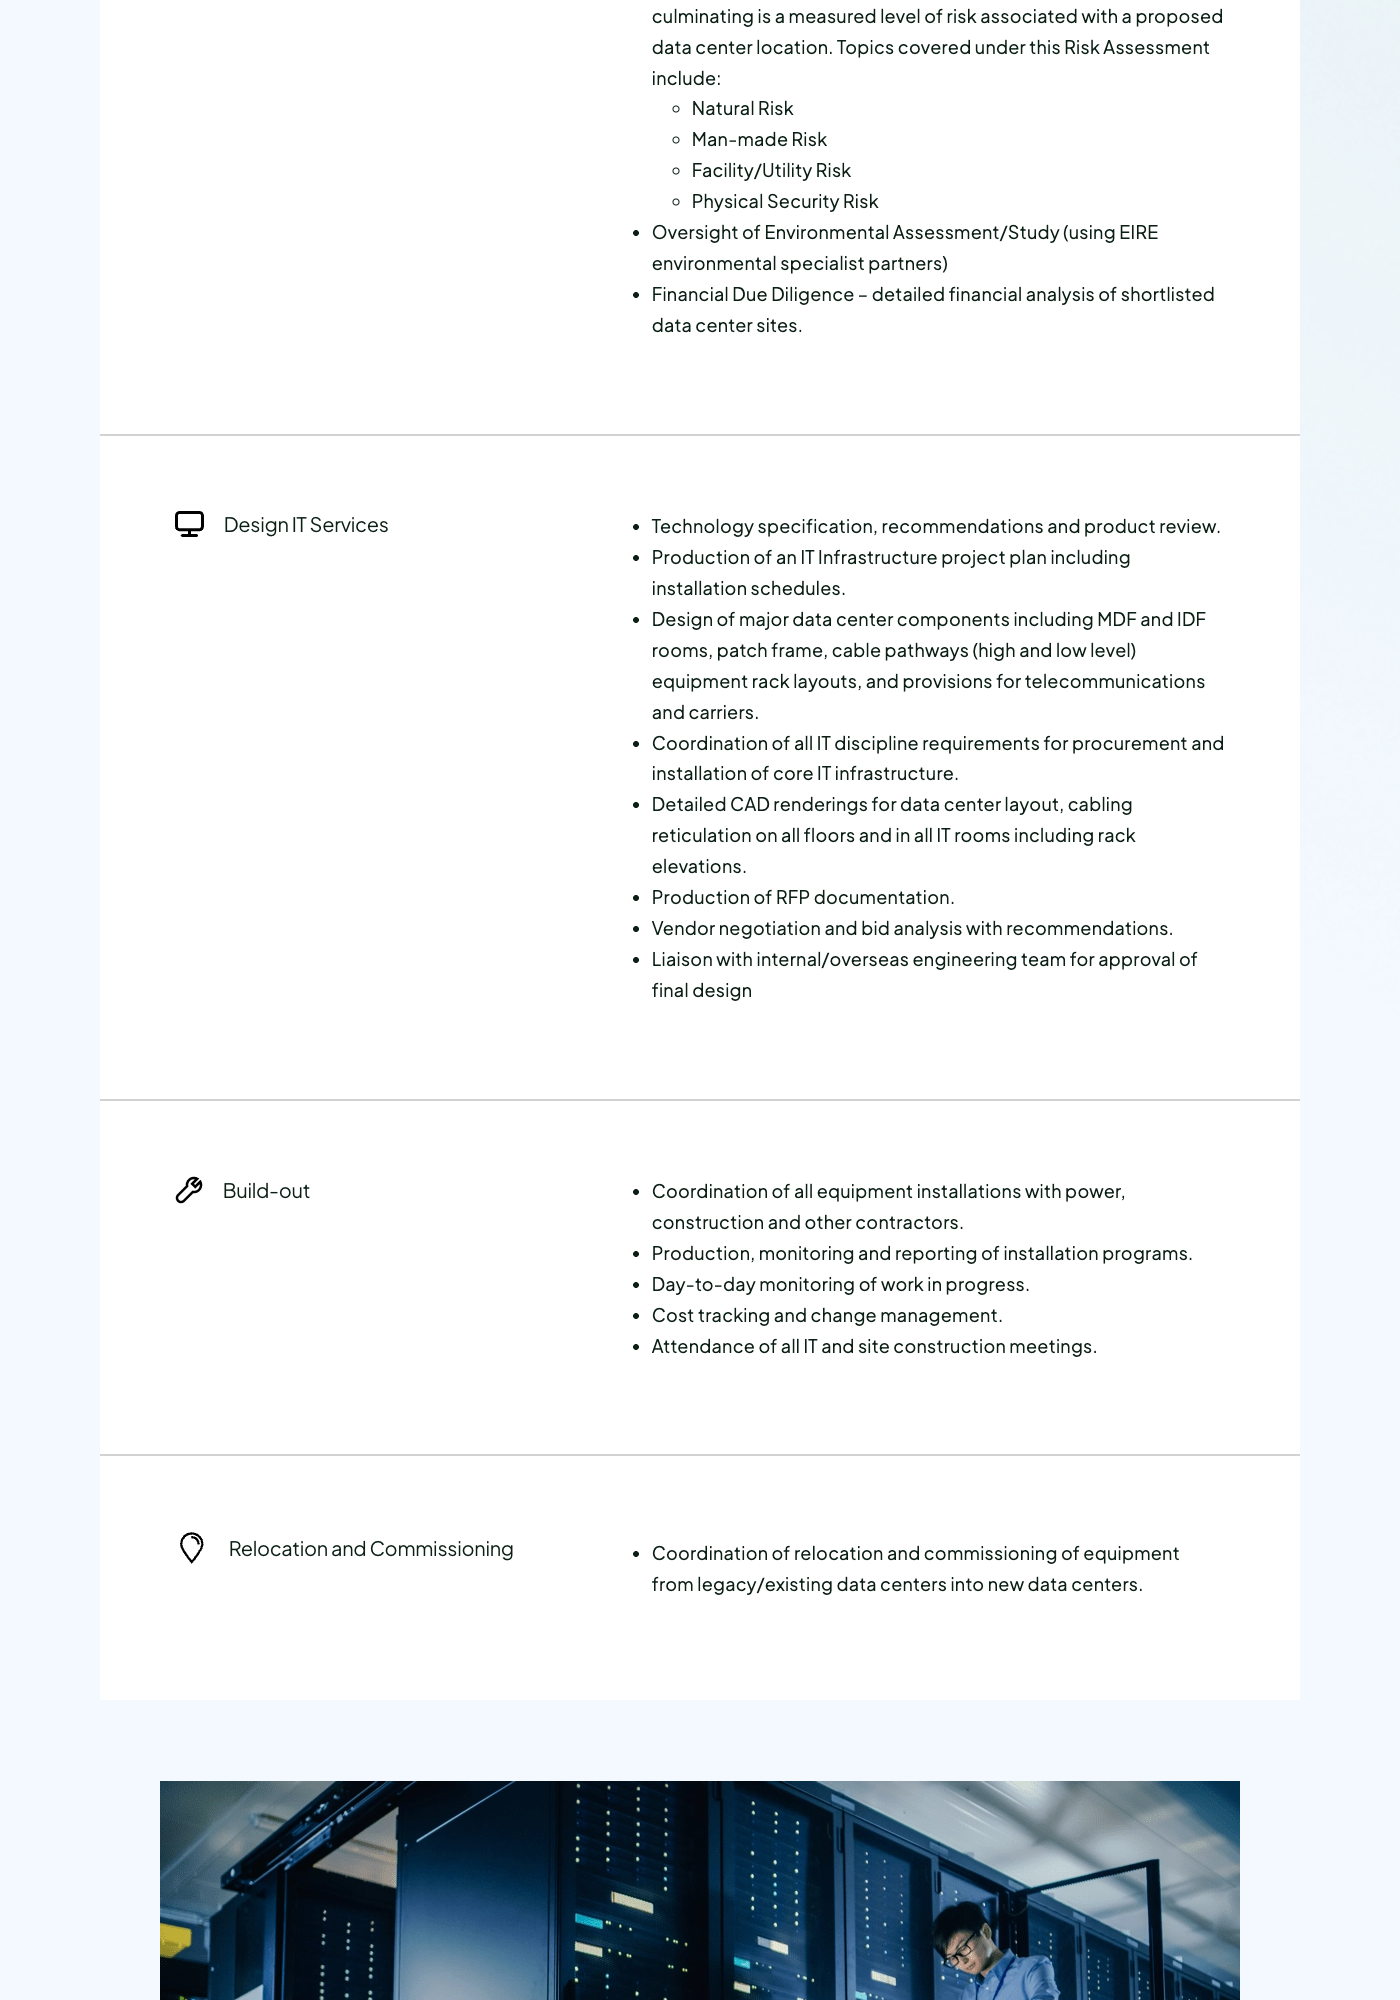 culminating is a measured level of risk associated with a proposed
data center location. Topics covered under this Risk Assessment
include:
Natural Risk
Man-made Risk
Facility/Utility Risk
Physical Security Risk
Oversight of Environmental Assessment/Study (using EIRE
environmental specialist partners)
Financial Due Diligence – detailed financial analysis of shortlisted
data center sites.
Design IT Services
Technology specification, recommendations and product review.
Production of an IT Infrastructure project plan including
installation schedules.
Design of major data center components including MDF and IDF
rooms, patch frame, cable pathways (high and low level)
equipment rack layouts, and provisions for telecommunications
and carriers.
Coordination of all IT discipline requirements for procurement and
installation of core IT infrastructure.
Detailed CAD renderings for data center layout, cabling
reticulation on all floors and in all IT rooms including rack
elevations.
Production of RFP documentation.
Vendor negotiation and bid analysis with recommendations.
Liaison with internal/overseas engineering team for approval of
final design
Build-out
Coordination of all equipment installations with power,
construction and other contractors.
Production, monitoring and reporting of installation programs.
Day-to-day monitoring of work in progress.
Cost tracking and change management.
Attendance of all IT and site construction meetings.
Relocation and Commissioning
Coordination of relocation and commissioning of equipment
from legacy/existing data centers into new data centers.